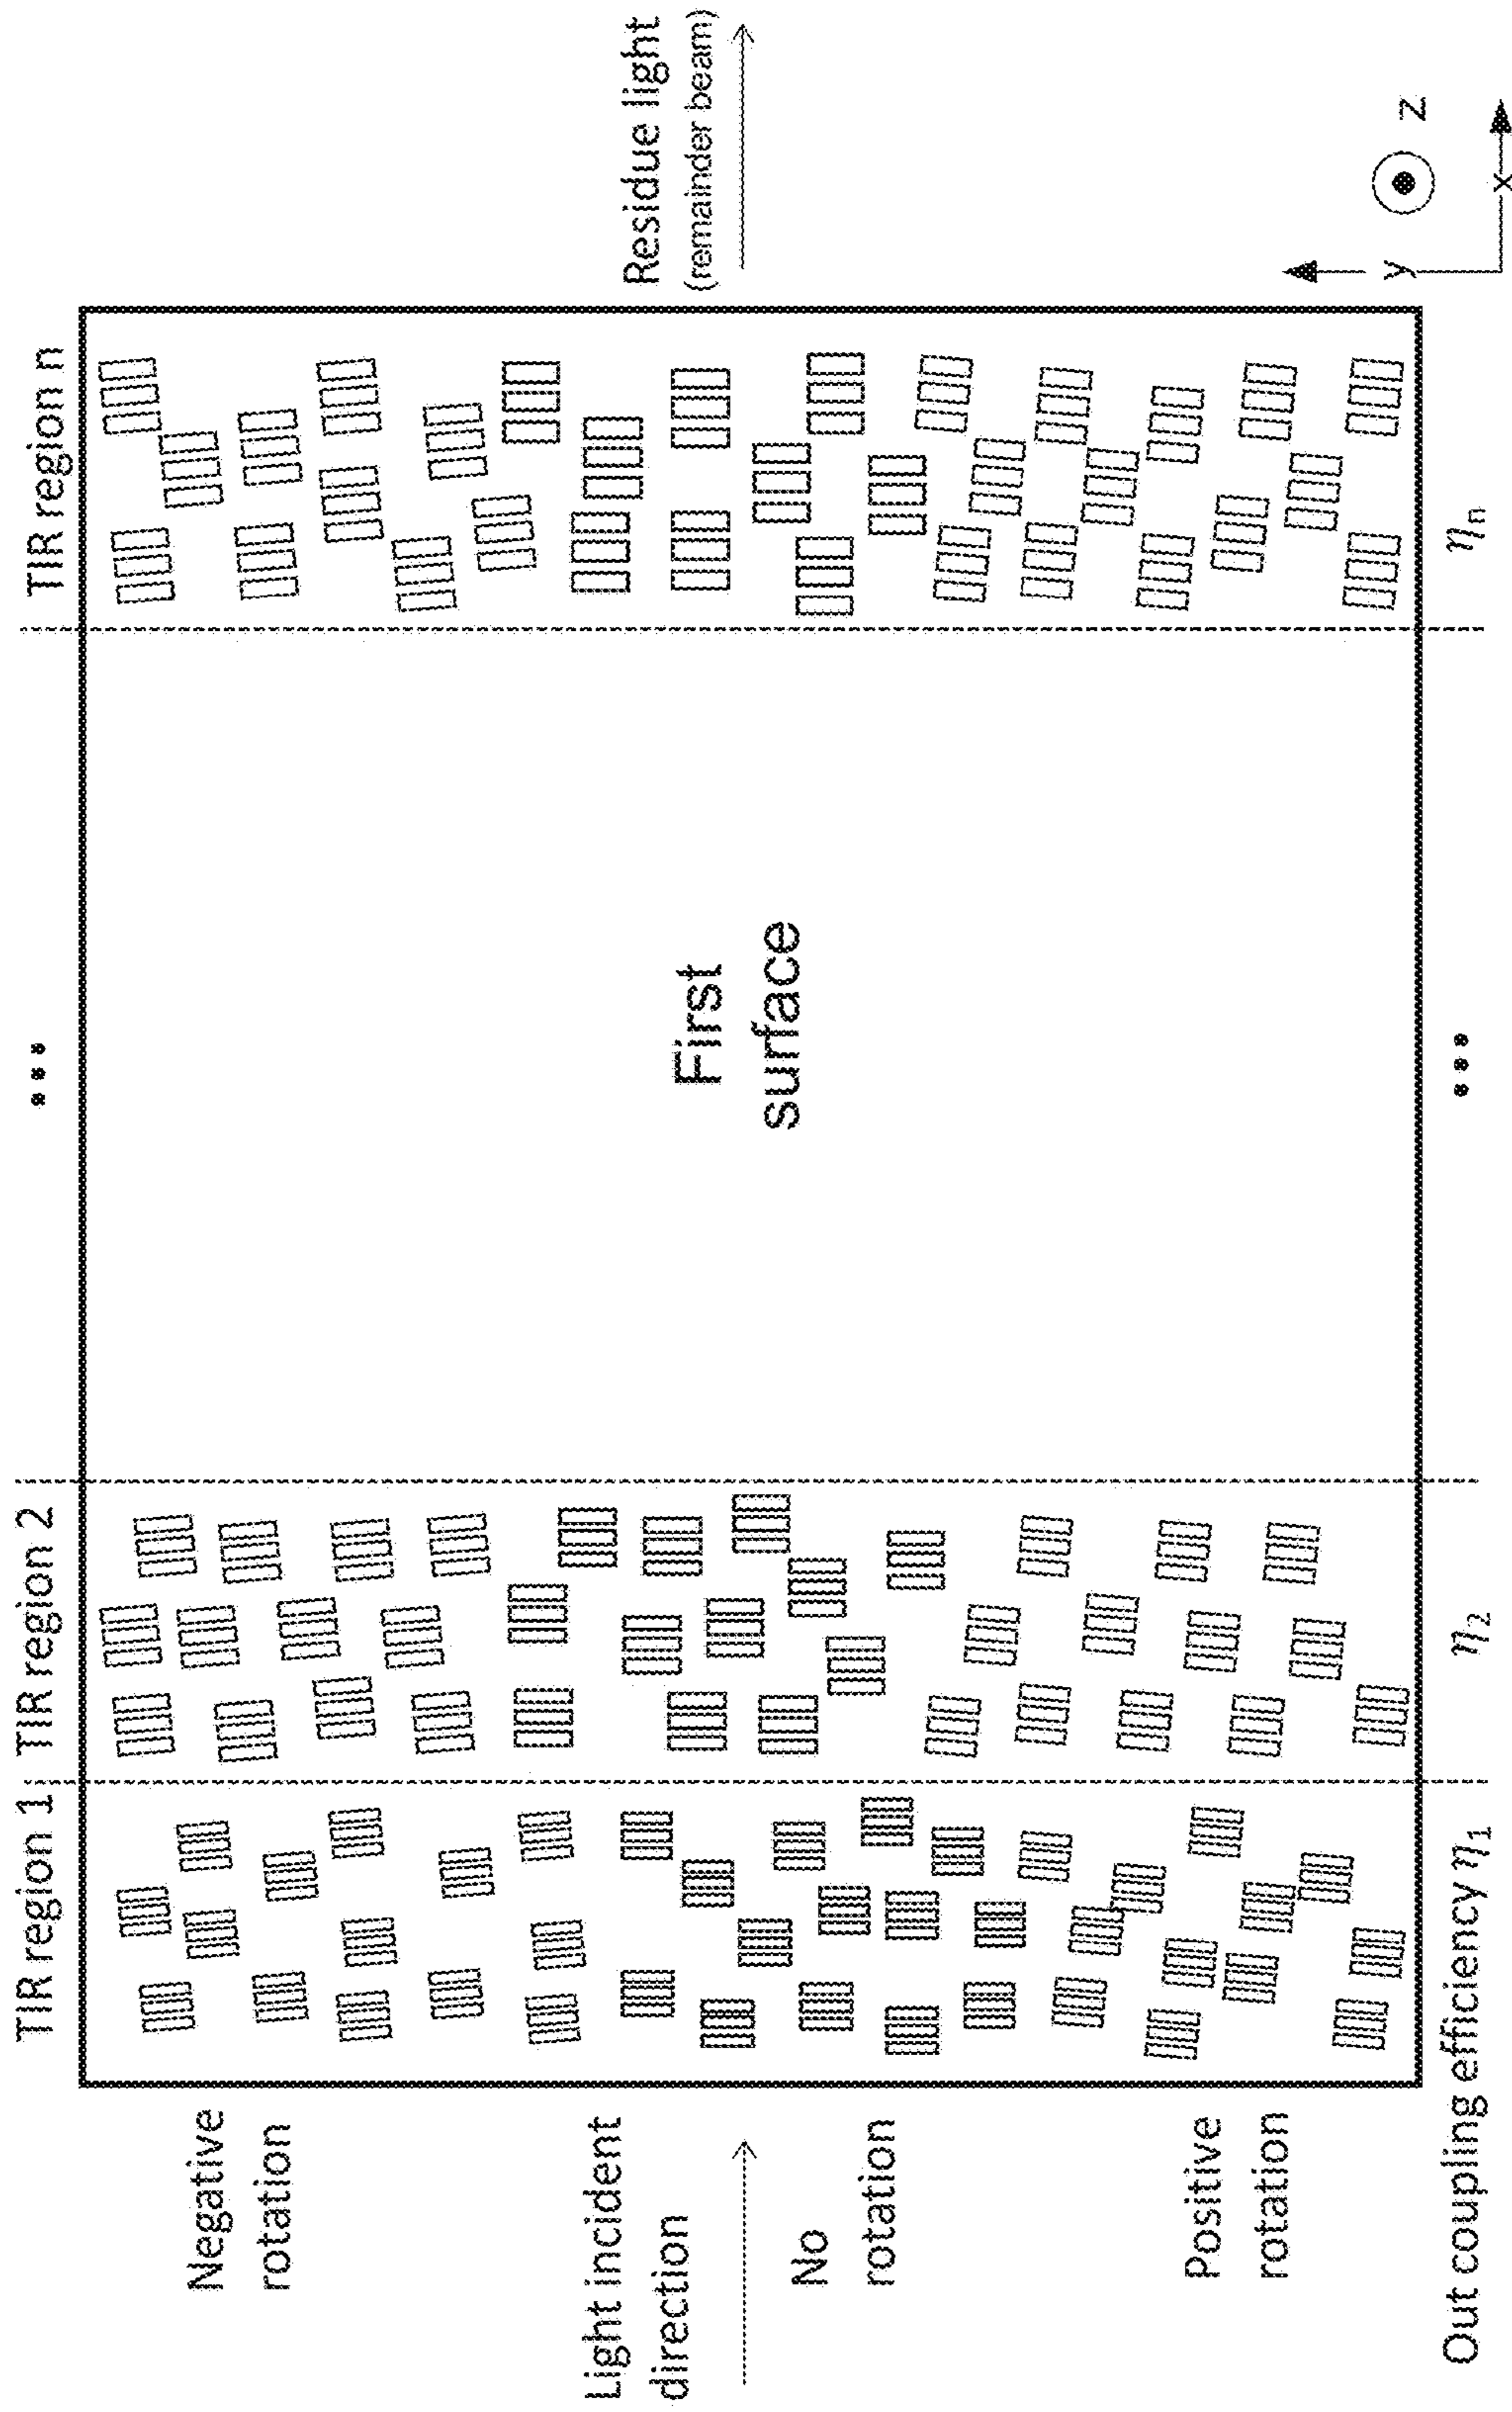 TIR region 1
TIR region 2
•••
TIR region n
Negative
rotation
Light incident
direction
No
rotation
Positive
rotation
First
surface
Residue light
(remainder beam)
y
z
x
Out coupling efficiency η1
η2
•••
ηn